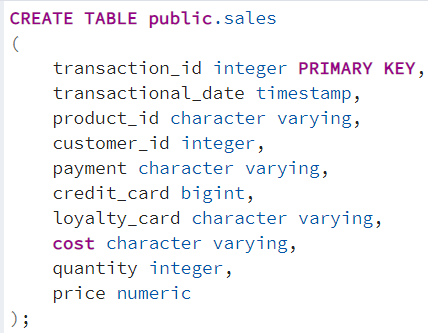 CREATE TABLE public.sales
(
    transaction_id integer PRIMARY KEY,
    transactional_date timestamp,
    product_id character varying,
    customer_id integer,
    payment character varying,
    credit_card bigint,
    loyalty_card character varying,
    cost character varying,
    quantity integer,
    price numeric
);